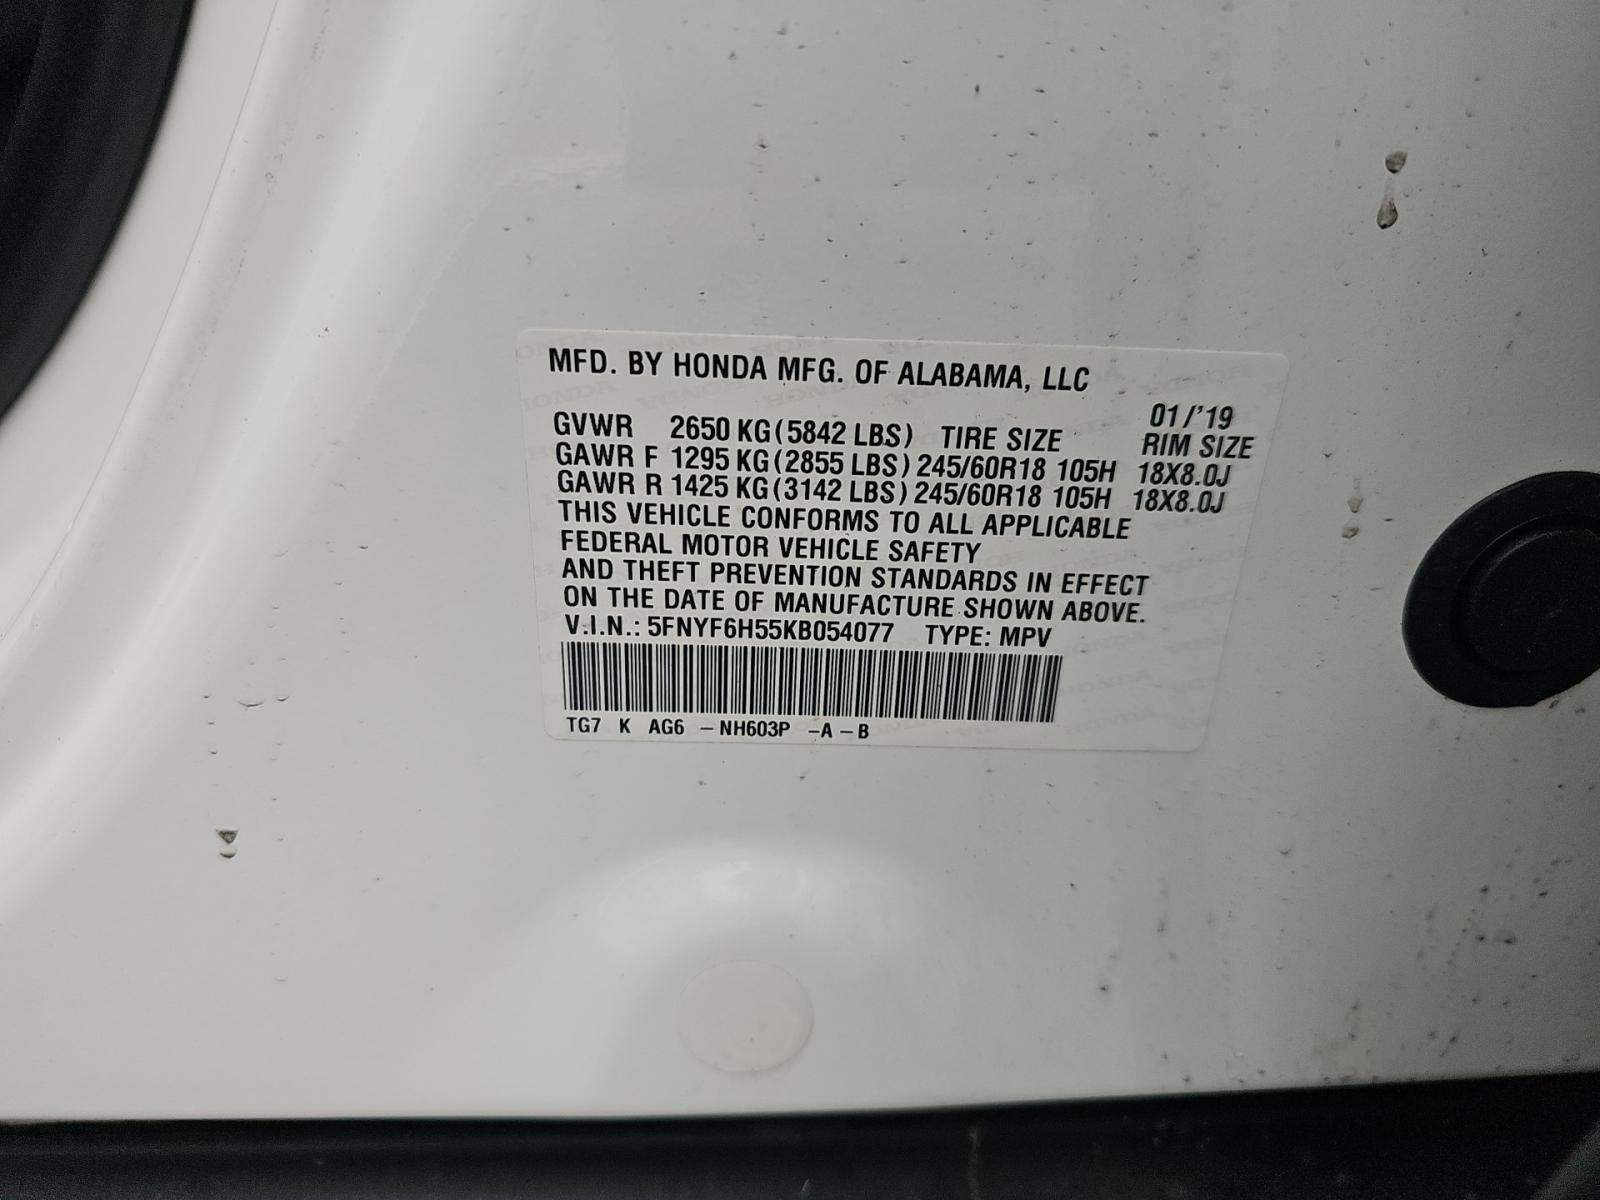 MFD. BY HONDA MFG. OF ALABAMA, LLC
01/'19
GVWR 2650 KG (5842 LBS) TIRE SIZE RIM SIZE
GAWR F 1295 KG (2855 LBS) 245/60R18 105H 18X8.0J
GAWR R 1425 KG (3142 LBS) 245/60R18 105H 18X8.0J
THIS VEHICLE CONFORMS TO ALL APPLICABLE
FEDERAL MOTOR VEHICLE SAFETY
AND THEFT PREVENTION STANDARDS IN EFFECT
ON THE DATE OF MANUFACTURE SHOWN ABOVE.
V.I.N.: 5FNYF6H55KB054077 TYPE: MPV
TG7 K AG6 – NH603P –A – B